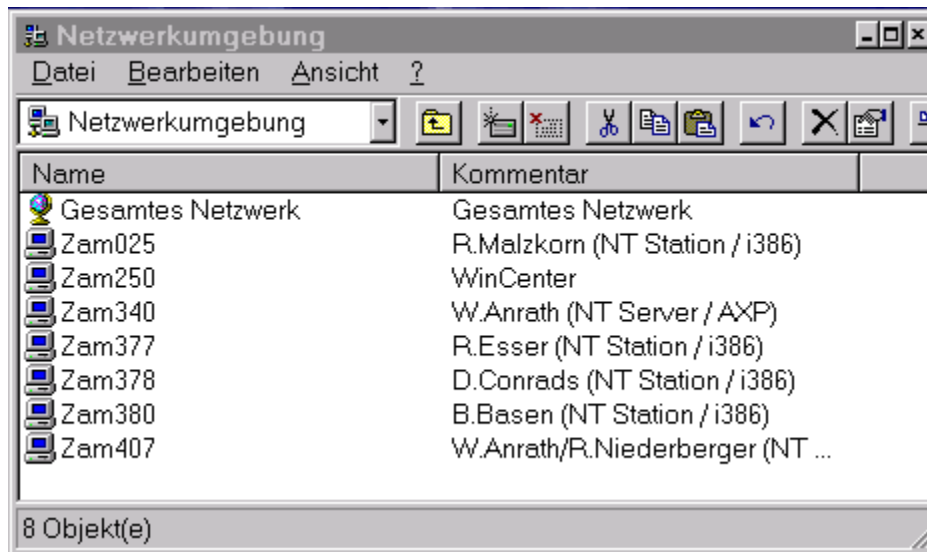 Netzwerkumgebung
Datei Bearbeiten Ansicht ?
Netzwerkumgebung
Name Kommentar
Gesamtes Netzwerk Gesamtes Netzwerk
Zam025 R.Malzkorn (NT Station / i386)
Zam250 WinCenter
Zam340 W.Anrath (NT Server / AXP)
Zam377 R.Esser (NT Station / i386)
Zam378 D.Conrads (NT Station / i386)
Zam380 B.Basen (NT Station / i386)
Zam407 W.Anrath/R.Niederberger (NT ...
8 Objekt(e)